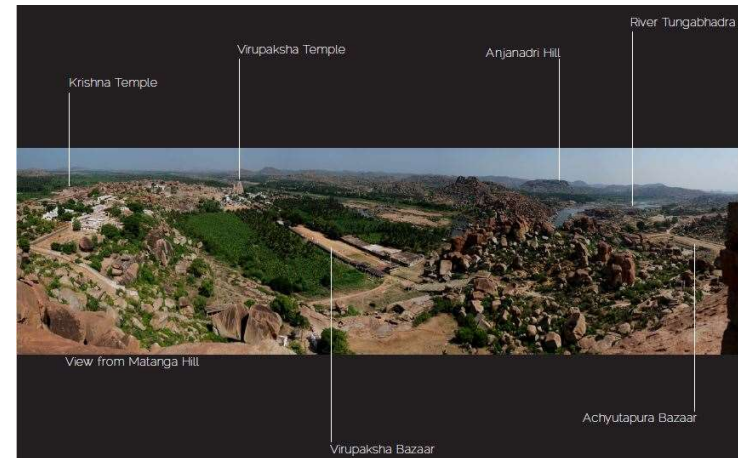 River Tungabhadra
Virupaksha Temple
Anjanadri Hill
Krishna Temple
View from Matanga Hill
Achyutapura Bazaar
Virupaksha Bazaar